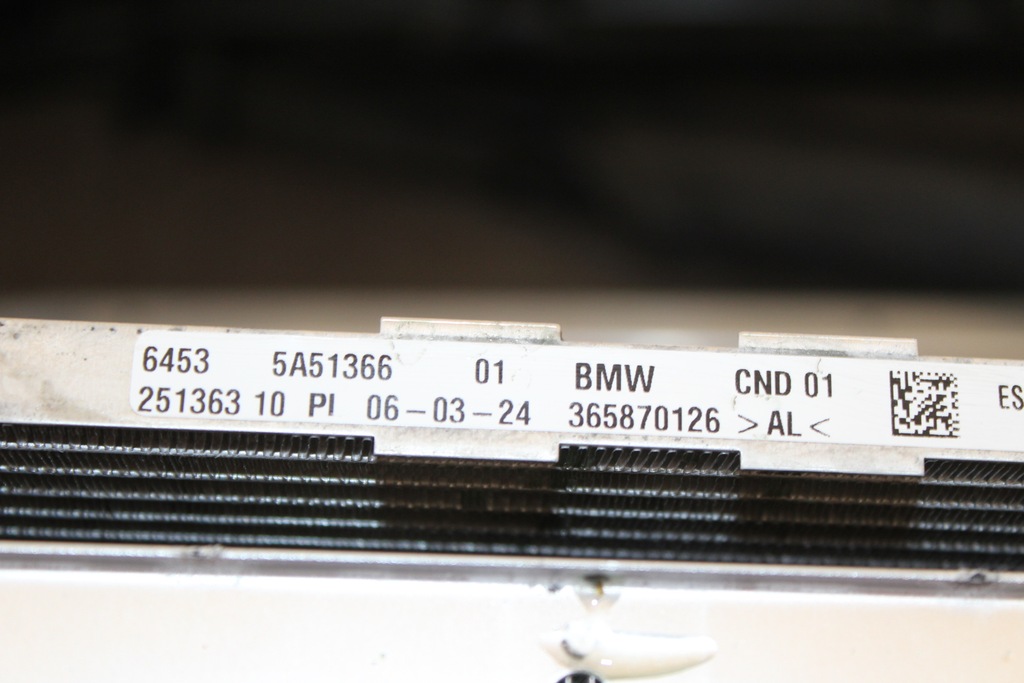 6453 5A51366 01 BMW CND 01 ES
251363 10 PI 06-03-24 365870126 >AL<